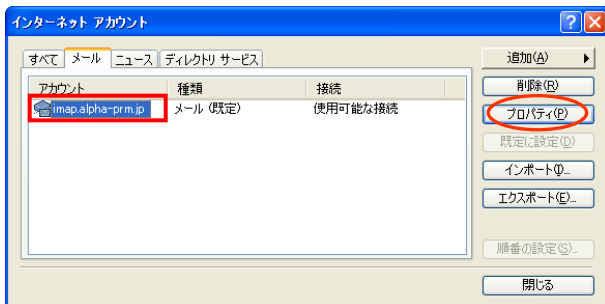 インターネット アカウント
すべて メール ニュース ディレクトリ サービス
アカウント 種類 接続
imap.alpha-prm.jp メール (既定) 使用可能な接続
追加(A)
削除(R)
プロパティ(P)
既定に設定(D)
インポート(I)...
エクスポート(E)...
順番の設定(S)...
閉じる